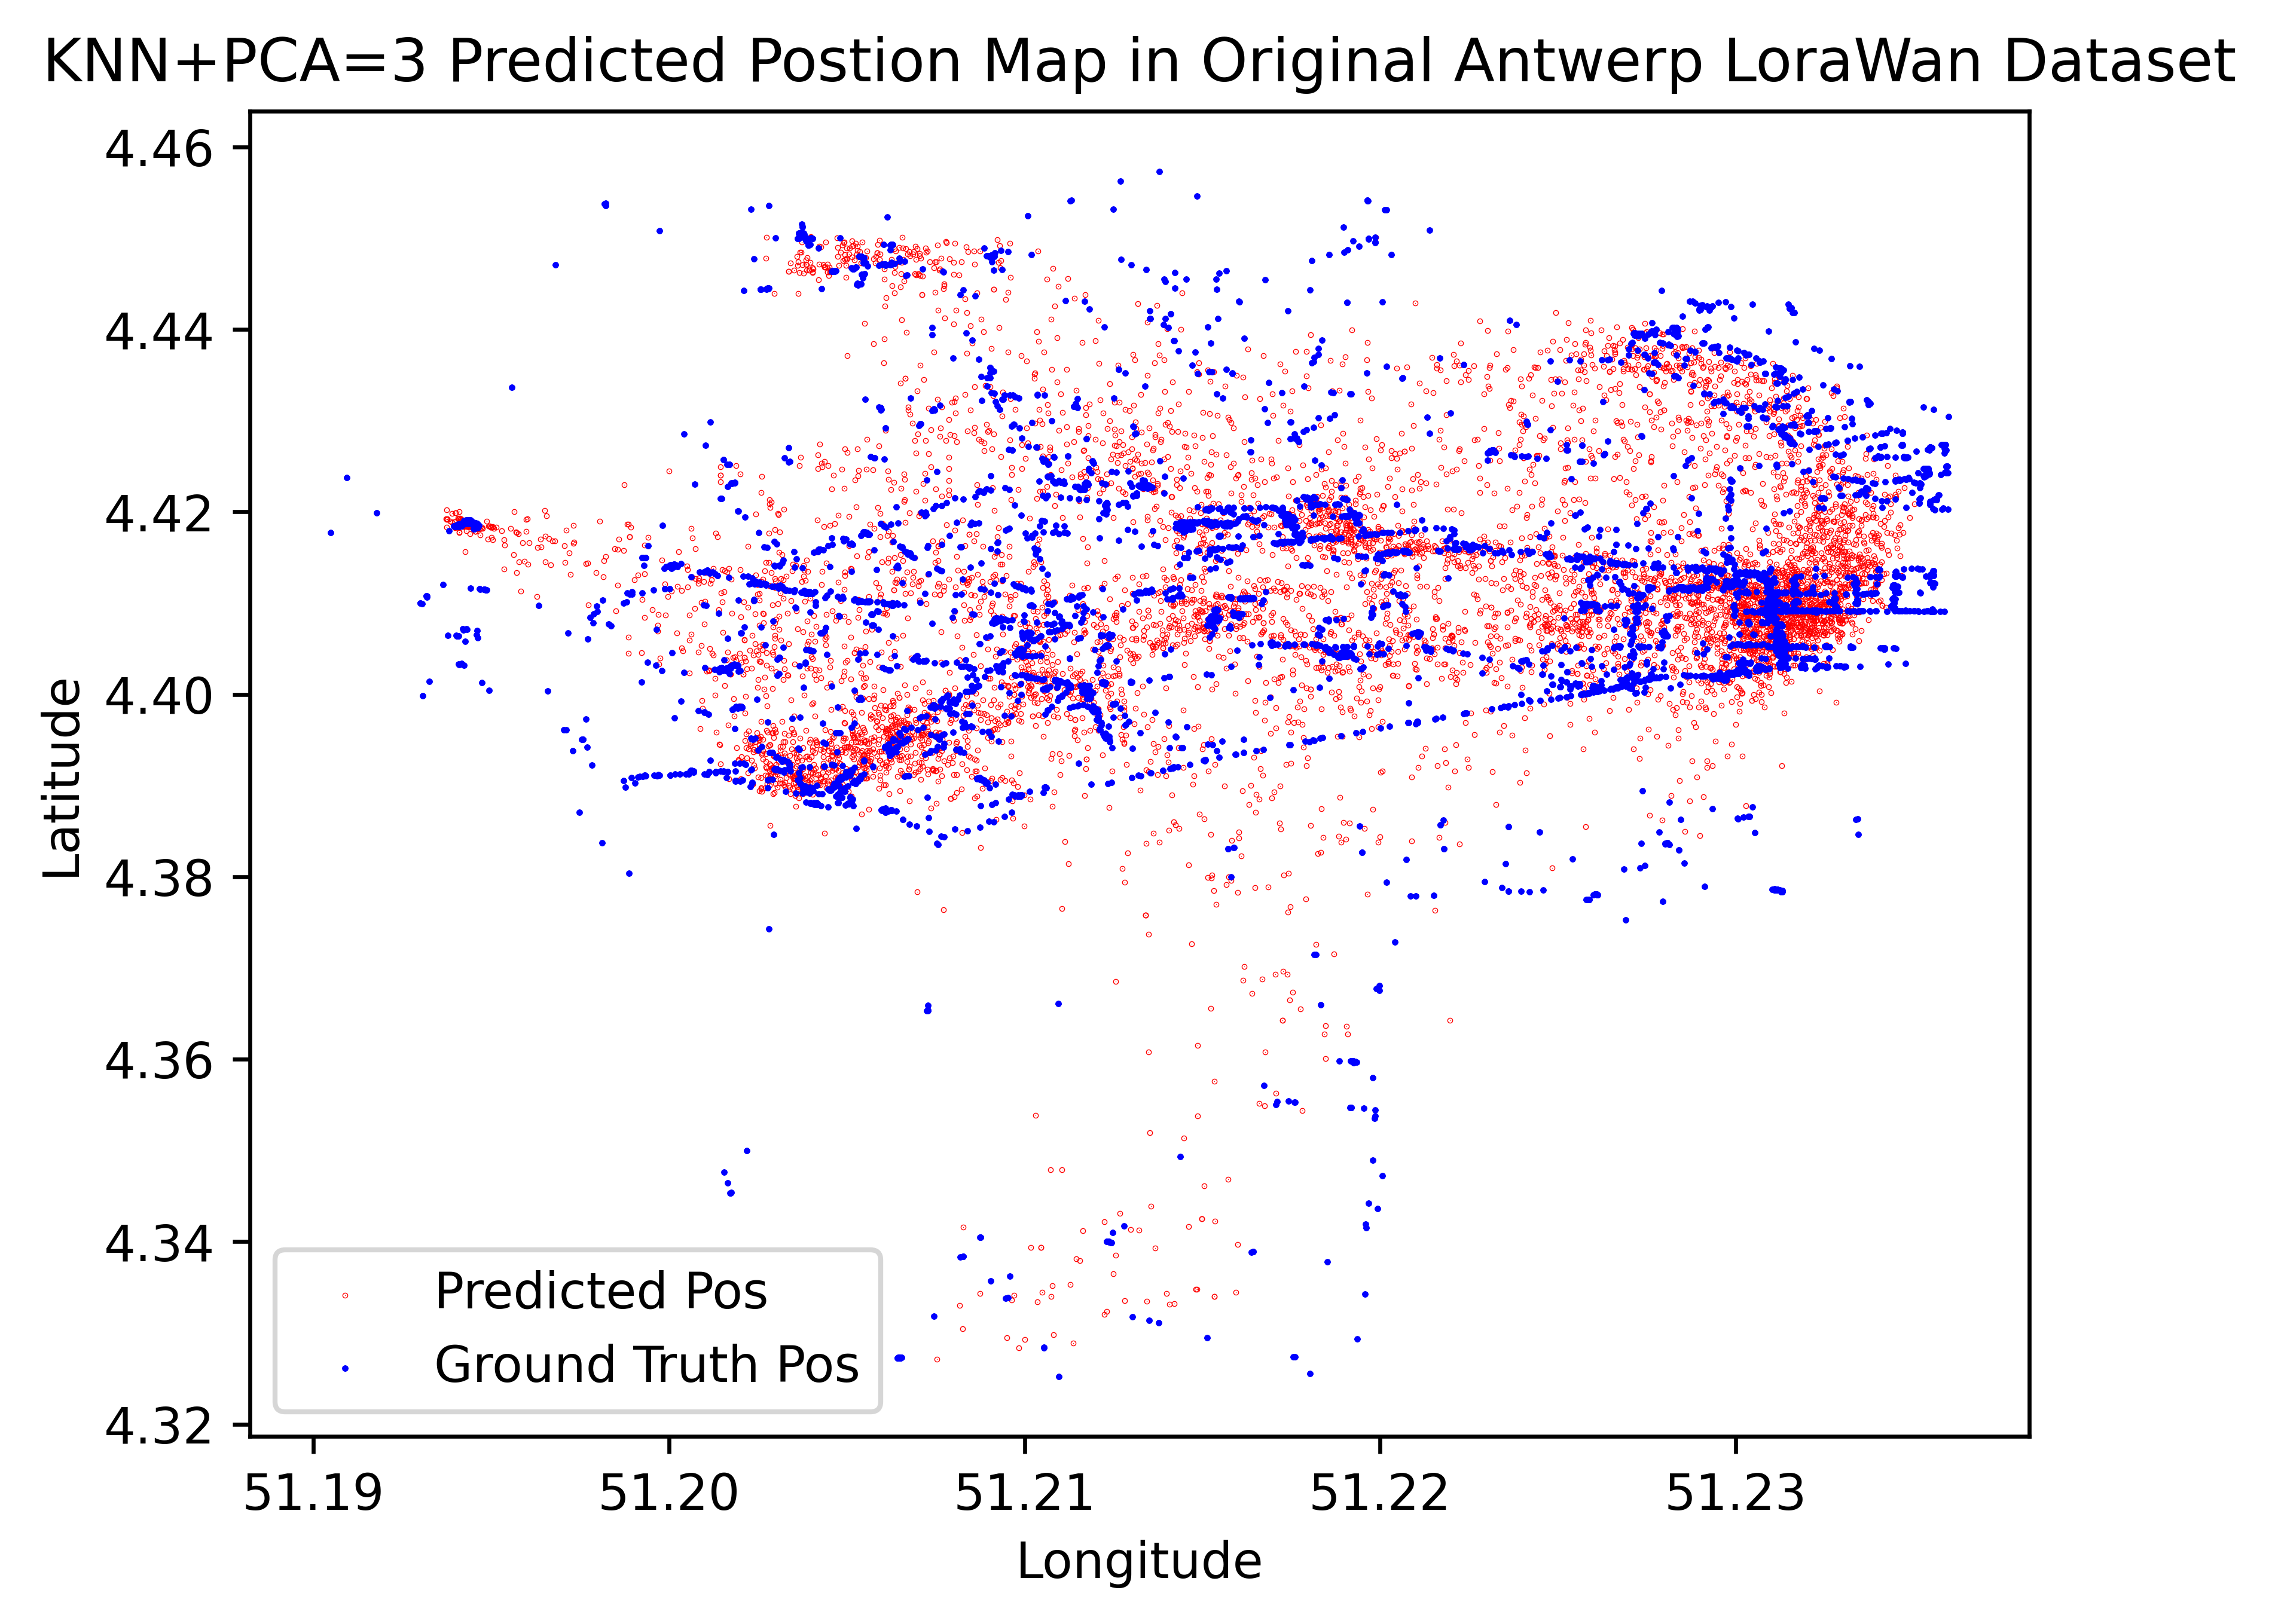 KNN+PCA=3 Predicted Postion Map in Original Antwerp LoraWan Dataset
4.46
4.44
4.42
4.40
4.38
4.36
4.34
4.32
Latitude
Predicted Pos
Ground Truth Pos
51.19 51.20 51.21 51.22 51.23
Longitude